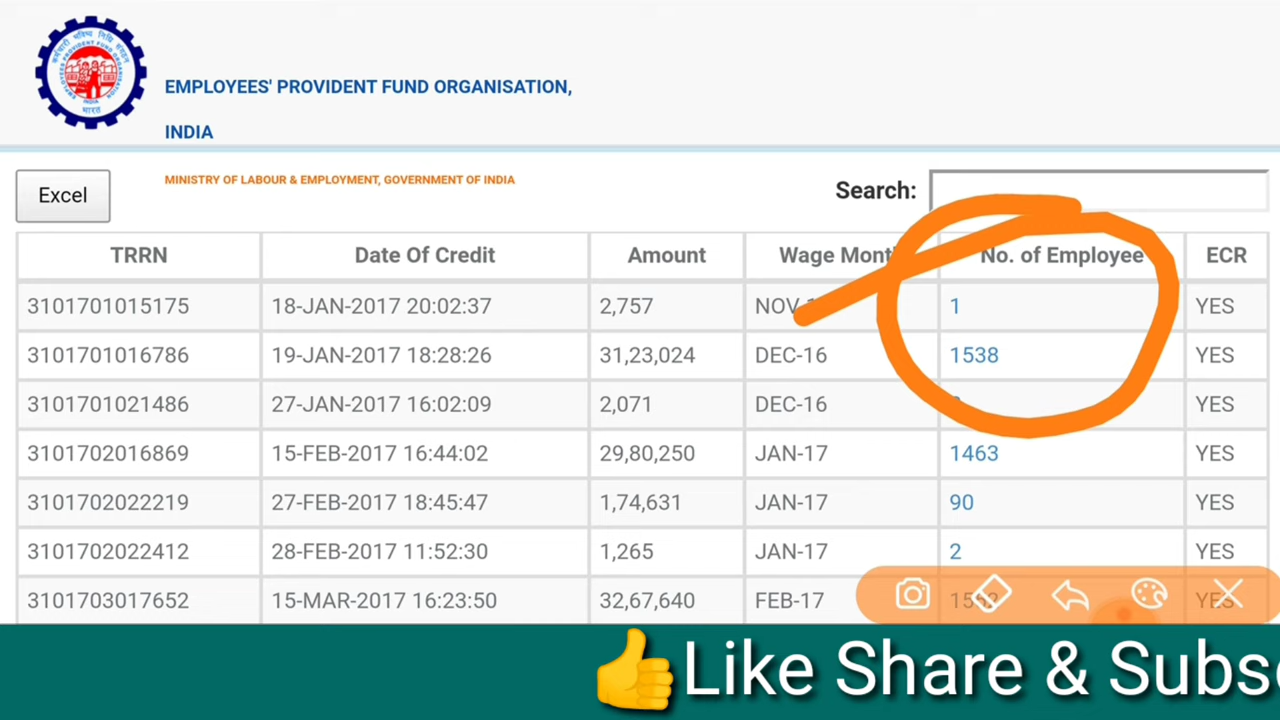 EMPLOYEES' PROVIDENT FUND ORGANISATION,
INDIA
MINISTRY OF LABOUR & EMPLOYMENT, GOVERNMENT OF INDIA
Excel
Search:
TRRN Date Of Credit Amount Wage Month No. of Employee ECR
3101701015175 18-JAN-2017 20:02:37 2,757 NOV 1 YES
3101701016786 19-JAN-2017 18:28:26 31,23,024 DEC-16 1538 YES
3101701021486 27-JAN-2017 16:02:09 2,071 DEC-16 YES
3101702016869 15-FEB-2017 16:44:02 29,80,250 JAN-17 1463 YES
3101702022219 27-FEB-2017 18:45:47 1,74,631 JAN-17 90 YES
3101702022412 28-FEB-2017 11:52:30 1,265 JAN-17 2 YES
3101703017652 15-MAR-2017 16:23:50 32,67,640 FEB-17 YES
Like Share & Subsc